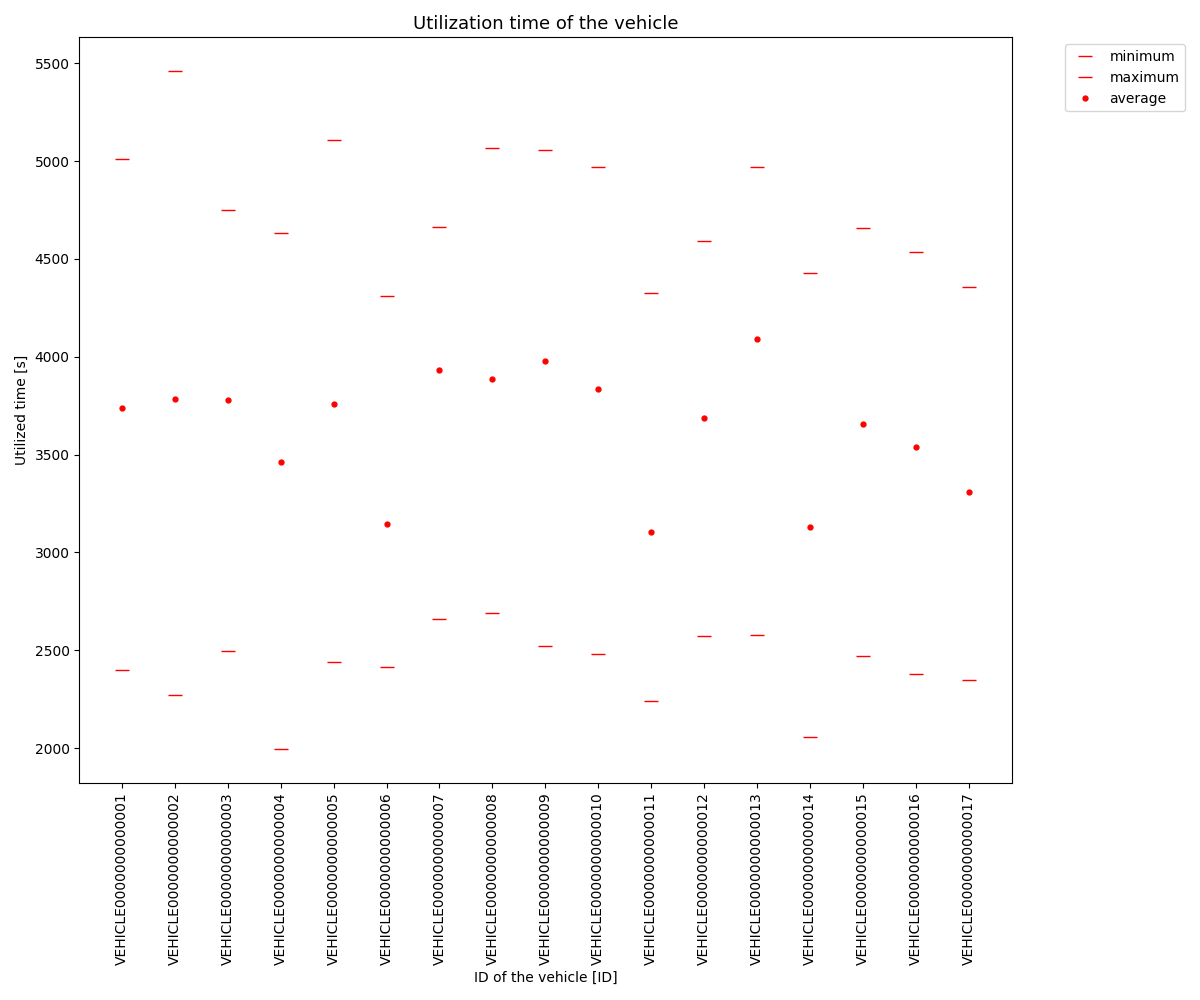 Utilization time of the vehicle
minimum
maximum
average
Utilized time [s]
5500
5000
4500
4000
3500
3000
2500
2000
VEHICLE0000000000001
VEHICLE0000000000002
VEHICLE0000000000003
VEHICLE0000000000004
VEHICLE0000000000005
VEHICLE0000000000006
VEHICLE0000000000007
VEHICLE0000000000008
VEHICLE0000000000009
VEHICLE0000000000010
VEHICLE0000000000011
VEHICLE0000000000012
VEHICLE0000000000013
VEHICLE0000000000014
VEHICLE0000000000015
VEHICLE0000000000016
VEHICLE0000000000017
ID of the vehicle [ID]